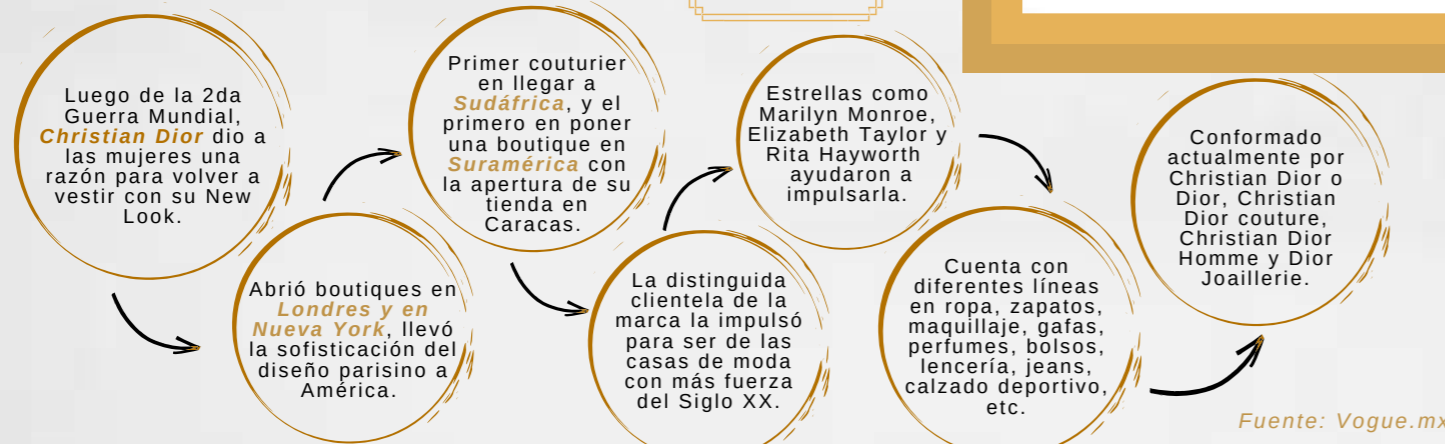 Luego de la 2da
Guerra Mundial,
Christian Dior dio a
las mujeres una
razón para volver a
vestir con su New
Look.
Abrió boutiques en
Londres y en
Nueva York, llevó
la sofisticación del
diseño parisino a
América.
Primer couturier
en llegar a
Sudáfrica, y el
primero en poner
una boutique en
Suramérica con
la apertura de su
tienda en
Caracas.
La distinguida
clientela de la
marca la impulsó
para ser de las
casas de moda
con más fuerza
del Siglo XX.
Estrellas como
Marilyn Monroe,
Elizabeth Taylor y
Rita Hayworth
ayudaron a
impulsarla.
Cuenta con
diferentes líneas
en ropa, zapatos,
maquillaje, gafas,
perfumes, bolsos,
lencería, jeans,
calzado deportivo,
etc.
Conformado
actualmente por
Christian Dior o
Dior, Christian
Dior couture,
Christian Dior
Homme y Dior
Joaillerie.
Fuente: Vogue.mx